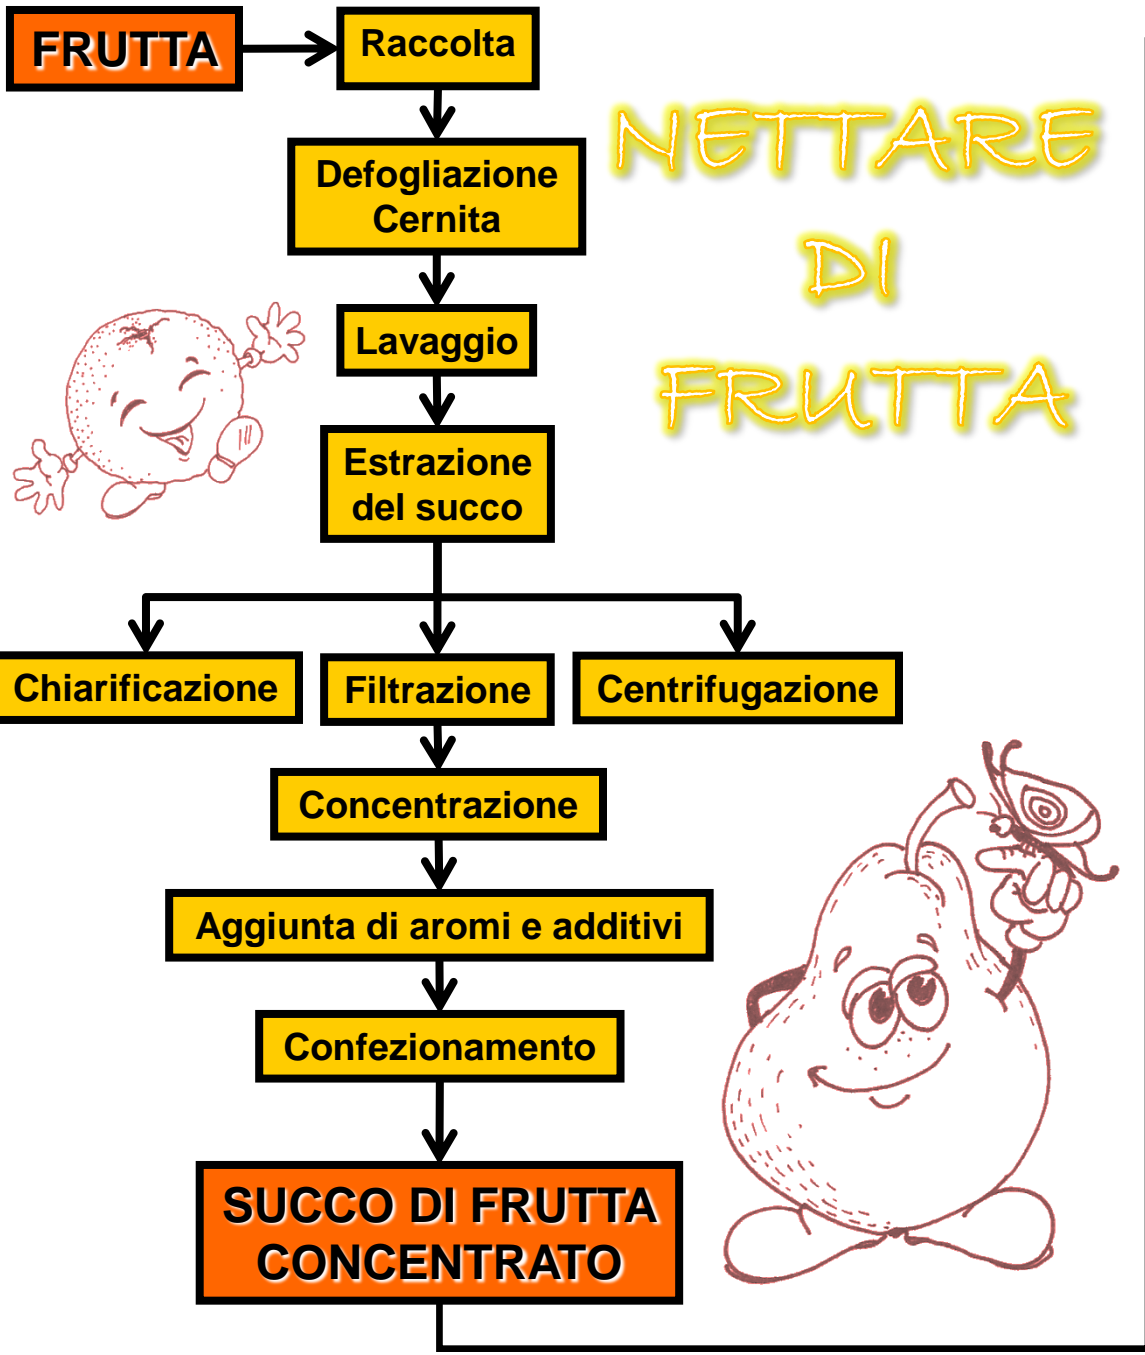 FRUTTA
Raccolta
NETTARE
DI
FRUTTA
Defogliazione
Cernita
Lavaggio
Estrazione
del succo
Chiarificazione
Filtrazione
Centrifugazione
Concentrazione
Aggiunta di aromi e additivi
Confezionamento
SUCCO DI FRUTTA
CONCENTRATO